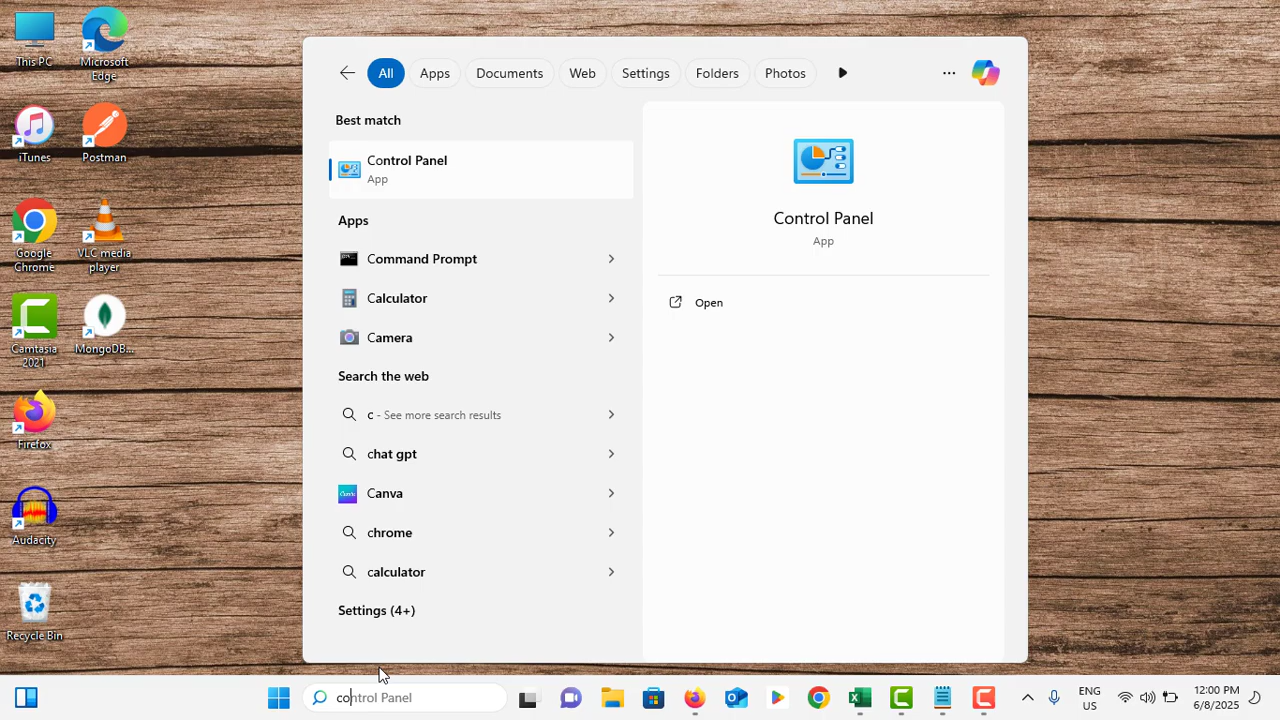 This PC
Microsoft
Edge
iTunes
Postman
Google
Chrome
VLC media
player
Camtasia
2021
MongoDB...
Firefox
Audacity
Recycle Bin
All
Apps
Documents
Web
Settings
Folders
Photos
Best match
Control Panel
App
Apps
Command Prompt
Calculator
Camera
Search the web
c - See more search results
chat gpt
Canva
chrome
calculator
Settings (4+)
Control Panel
App
Open
control Panel
ENG
US
12:00 PM
6/8/2025